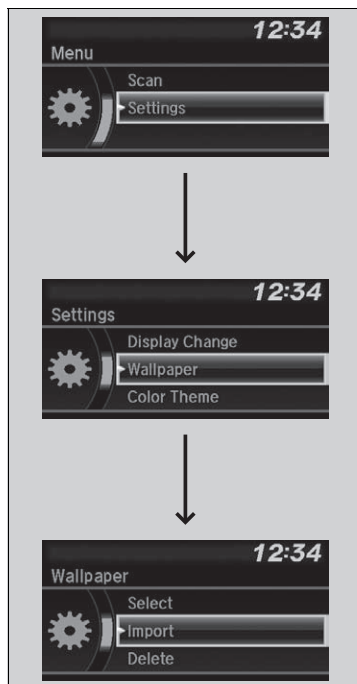 12:34
Menu
Scan
Settings
12:34
Settings
Display Change
Wallpaper
Color Theme
12:34
Wallpaper
Select
Import
Delete